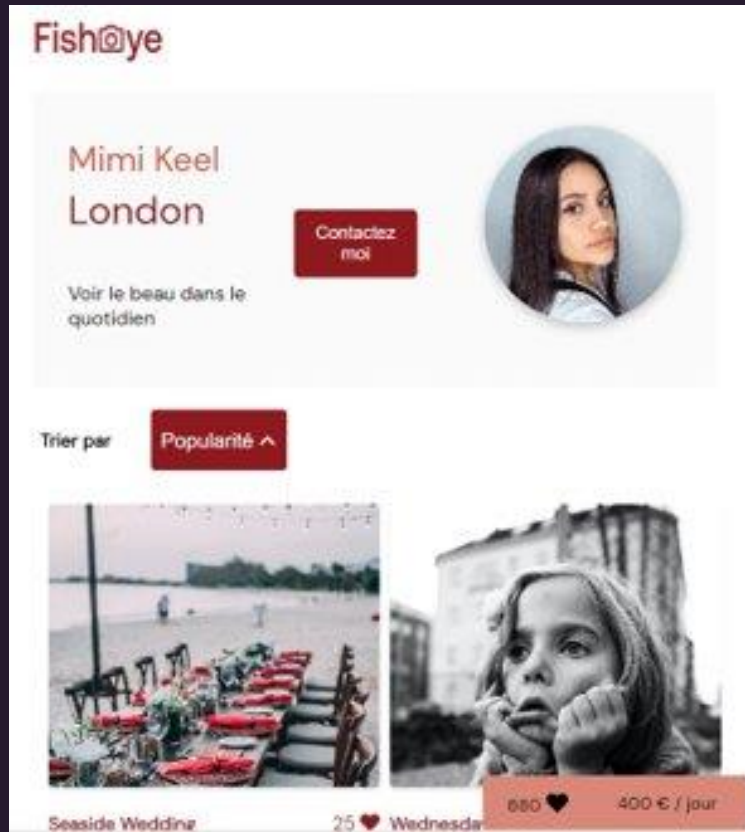 Fisheye
Mimi Keel
London
Contactez
moi
Voir le beau dans le
quotidien
Trier par
Popularité
880 400 € / jour
Seaside Wedding 25